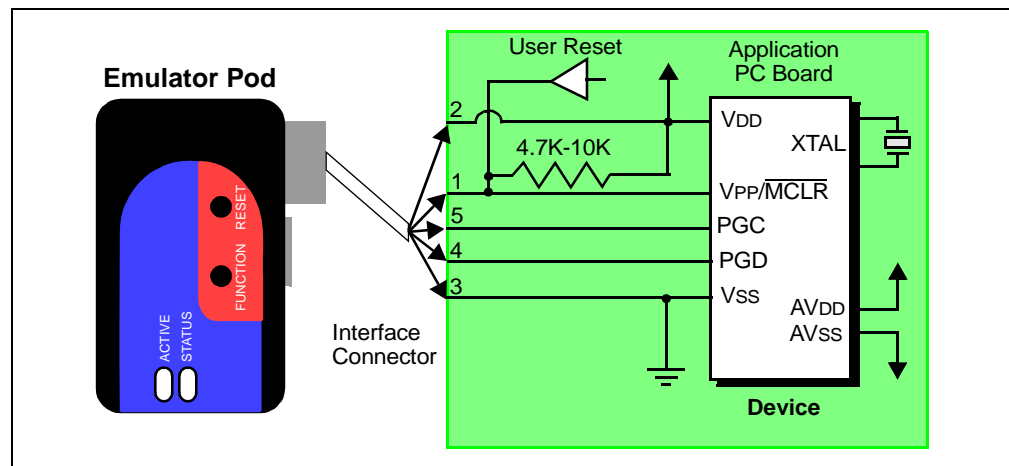 Emulator Pod
FUNCTION RESET
ACTIVE
STATUS
Interface
Connector
User Reset
Application
PC Board
2
1
5
4
3
4.7K-10K
VDD
XTAL
VPP/MCLR
PGC
PGD
VSS
AVDD
AVSS
Device